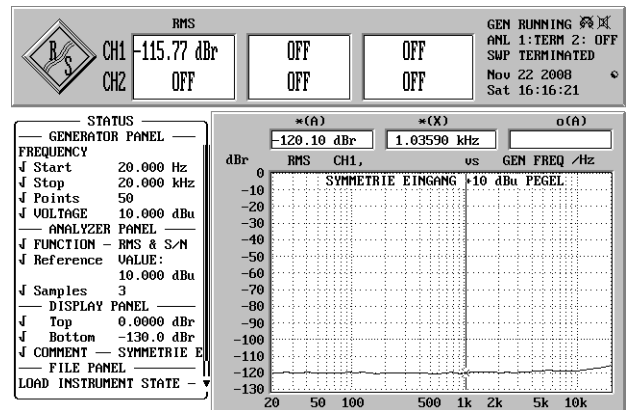 RMS
GEN RUNNING
R S CH1 -115.77 dBr OFF OFF
ANL 1:TERM 2: OFF
SWP TERMINATED
CH2 OFF OFF OFF
Nov 22 2008
Sat 16:16:21
STATUS
GENERATOR PANEL
FREQUENCY
√ Start 20.000 Hz
√ Stop 20.000 kHz
√ Points 50
√ VOLTAGE 10.000 dBu
ANALYZER PANEL
√ FUNCTION – RMS & S/N
√ Reference VALUE:
10.000 dBu
√ Samples 3
DISPLAY PANEL
√ Top 0.0000 dBr
√ Bottom -130.0 dBr
√ COMMENT — SYMMETRIE E
FILE PANEL
LOAD INSTRUMENT STATE –
*(A) *(X) o(A)
-120.10 dBr 1.03590 kHz
dBr RMS CH1, vs GEN FREQ /Hz
SYMMETRIE EINGANG +10 dBu PEGEL
0
-10
-20
-30
-40
-50
-60
-70
-80
-90
-100
-110
-120
-130
20 50 100 500 1k 2k 5k 10k